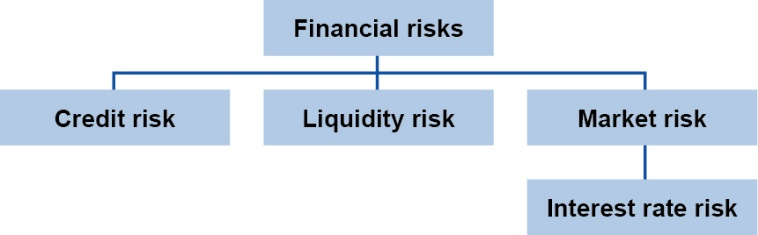 Financial risks
Credit risk
Liquidity risk
Market risk
Interest rate risk